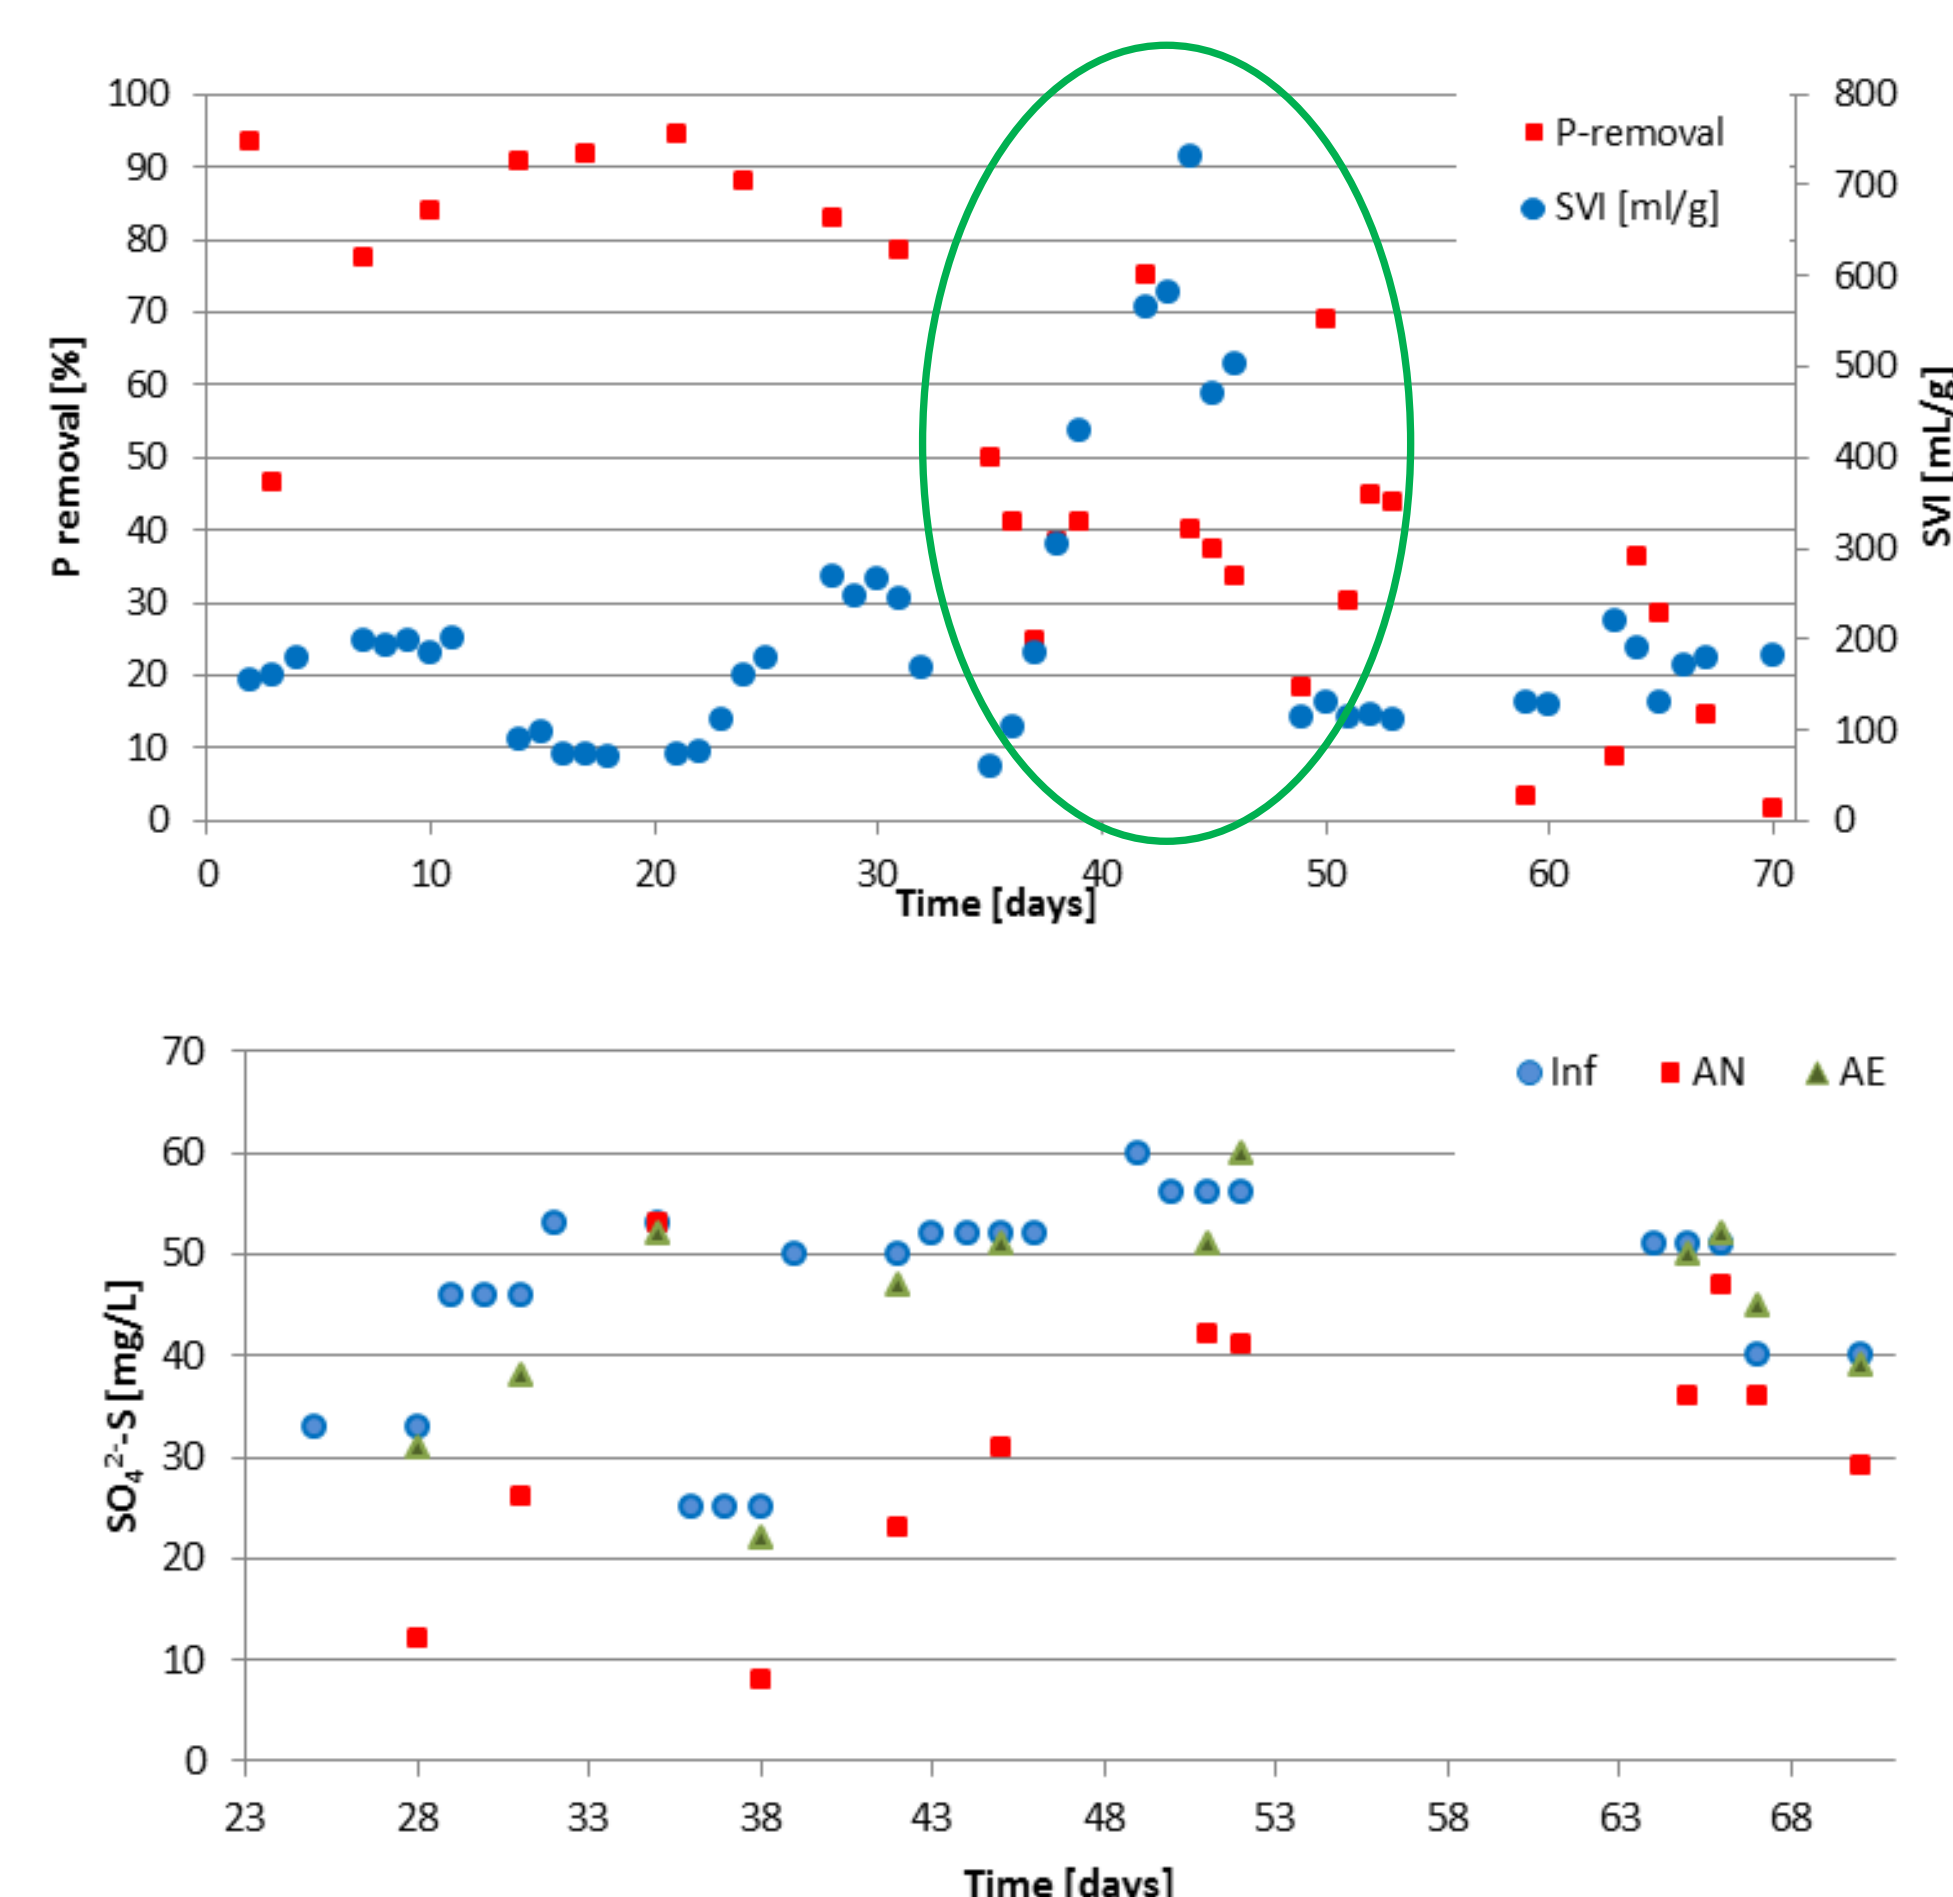 P-removal
SVI [ml/g]
100
90
80
70
60
50
40
30
20
10
0
P removal [%]
800
700
600
500
400
300
200
100
0
SVI [mL/g]
0 10 20 30 40 50 60 70
Time [days]
Inf AN AE
70
60
50
40
30
20
10
0
SO₄²⁻-S [mg/L]
23 28 33 38 43 48 53 58 63 68
Time [days]